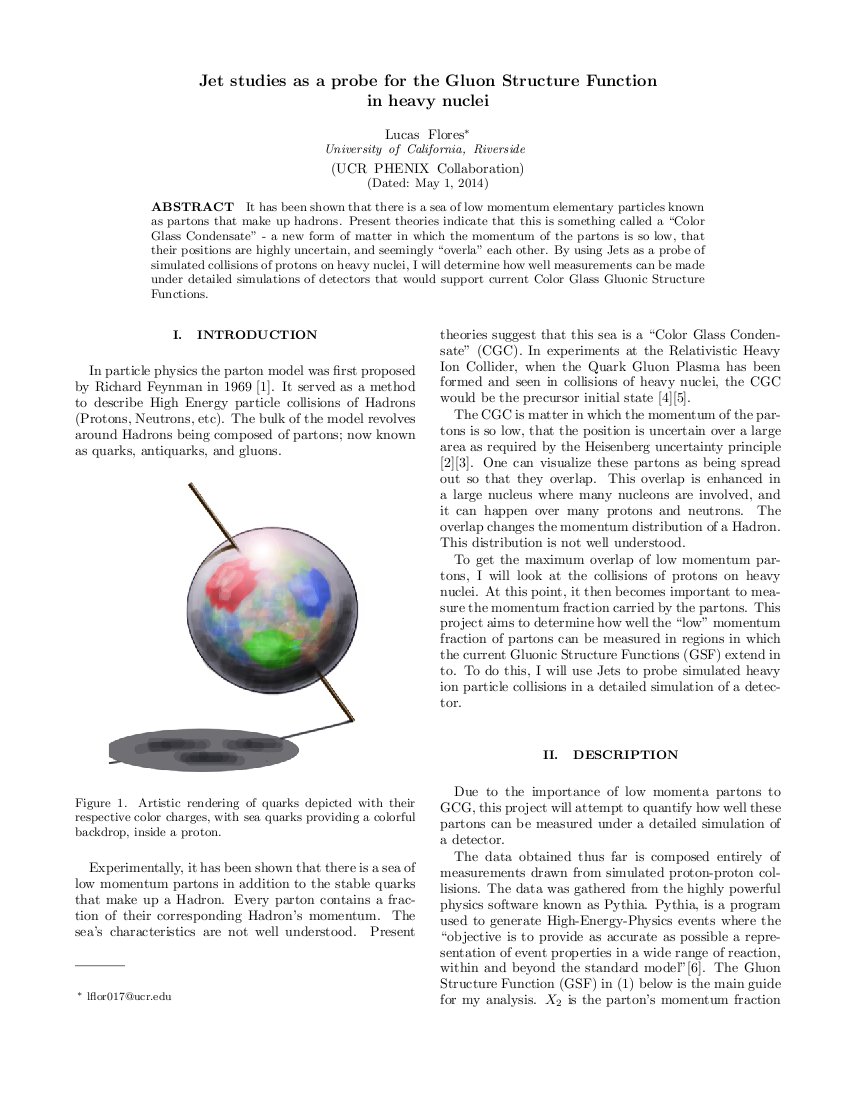 Jet studies as a probe for the Gluon Structure Function
in heavy nuclei
Lucas Flores*
University of California, Riverside
(UCR PHENIX Collaboration)
(Dated: May 1, 2014)
ABSTRACT It has been shown that there is a sea of low momentum elementary particles known
as partons that make up hadrons. Present theories indicate that this is something called a “Color
Glass Condensate” - a new form of matter in which the momentum of the partons is so low, that
their positions are highly uncertain, and seemingly “overla” each other. By using Jets as a probe of
simulated collisions of protons on heavy nuclei, I will determine how well measurements can be made
under detailed simulations of detectors that would support current Color Glass Gluonic Structure
Functions.
I. INTRODUCTION
In particle physics the parton model was first proposed
by Richard Feynman in 1969 [1]. It served as a method
to describe High Energy particle collisions of Hadrons
(Protons, Neutrons, etc). The bulk of the model revolves
around Hadrons being composed of partons; now known
as quarks, antiquarks, and gluons.
Figure 1. Artistic rendering of quarks depicted with their
respective color charges, with sea quarks providing a colorful
backdrop, inside a proton.
Experimentally, it has been shown that there is a sea of
low momentum partons in addition to the stable quarks
that make up a Hadron. Every parton contains a frac-
tion of their corresponding Hadron's momentum. The
sea's characteristics are not well understood. Present
* lflor017@ucr.edu
theories suggest that this sea is a “Color Glass Conden-
sate” (CGC). In experiments at the Relativistic Heavy
Ion Collider, when the Quark Gluon Plasma has been
formed and seen in collisions of heavy nuclei, the CGC
would be the precursor initial state [4][5].
The CGC is matter in which the momentum of the par-
tons is so low, that the position is uncertain over a large
area as required by the Heisenberg uncertainty principle
[2][3]. One can visualize these partons as being spread
out so that they overlap. This overlap is enhanced in
a large nucleus where many nucleons are involved, and
it can happen over many protons and neutrons. The
overlap changes the momentum distribution of a Hadron.
This distribution is not well understood.
To get the maximum overlap of low momentum par-
tons, I will look at the collisions of protons on heavy
nuclei. At this point, it then becomes important to mea-
sure the momentum fraction carried by the partons. This
project aims to determine how well the “low” momentum
fraction of partons can be measured in regions in which
the current Gluonic Structure Functions (GSF) extend in
to. To do this, I will use Jets to probe simulated heavy
ion particle collisions in a detailed simulation of a detec-
tor.
II. DESCRIPTION
Due to the importance of low momenta partons to
GCG, this project will attempt to quantify how well these
partons can be measured under a detailed simulation of
a detector.
The data obtained thus far is composed entirely of
measurements drawn from simulated proton-proton col-
lisions. The data was gathered from the highly powerful
physics software known as Pythia. Pythia, is a program
used to generate High-Energy-Physics events where the
“objective is to provide as accurate as possible a repre-
sentation of event properties in a wide range of reaction,
within and beyond the standard model”[6]. The Gluon
Structure Function (GSF) in (1) below is the main guide
for my analysis. X₂ is the parton's momentum fraction